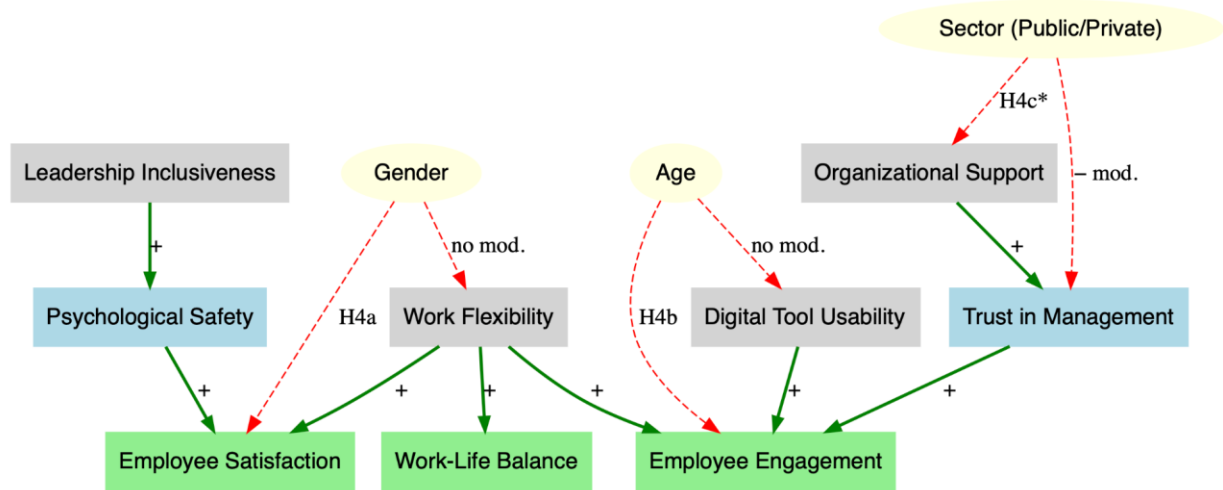 Sector (Public/Private)
H4c*
Leadership Inclusiveness
Gender
Age
Organizational Support
– mod.
+
no mod.
no mod.
+
Psychological Safety
H4a
Work Flexibility
H4b
Digital Tool Usability
Trust in Management
+
+
+
+
+
+
Employee Satisfaction
Work-Life Balance
Employee Engagement